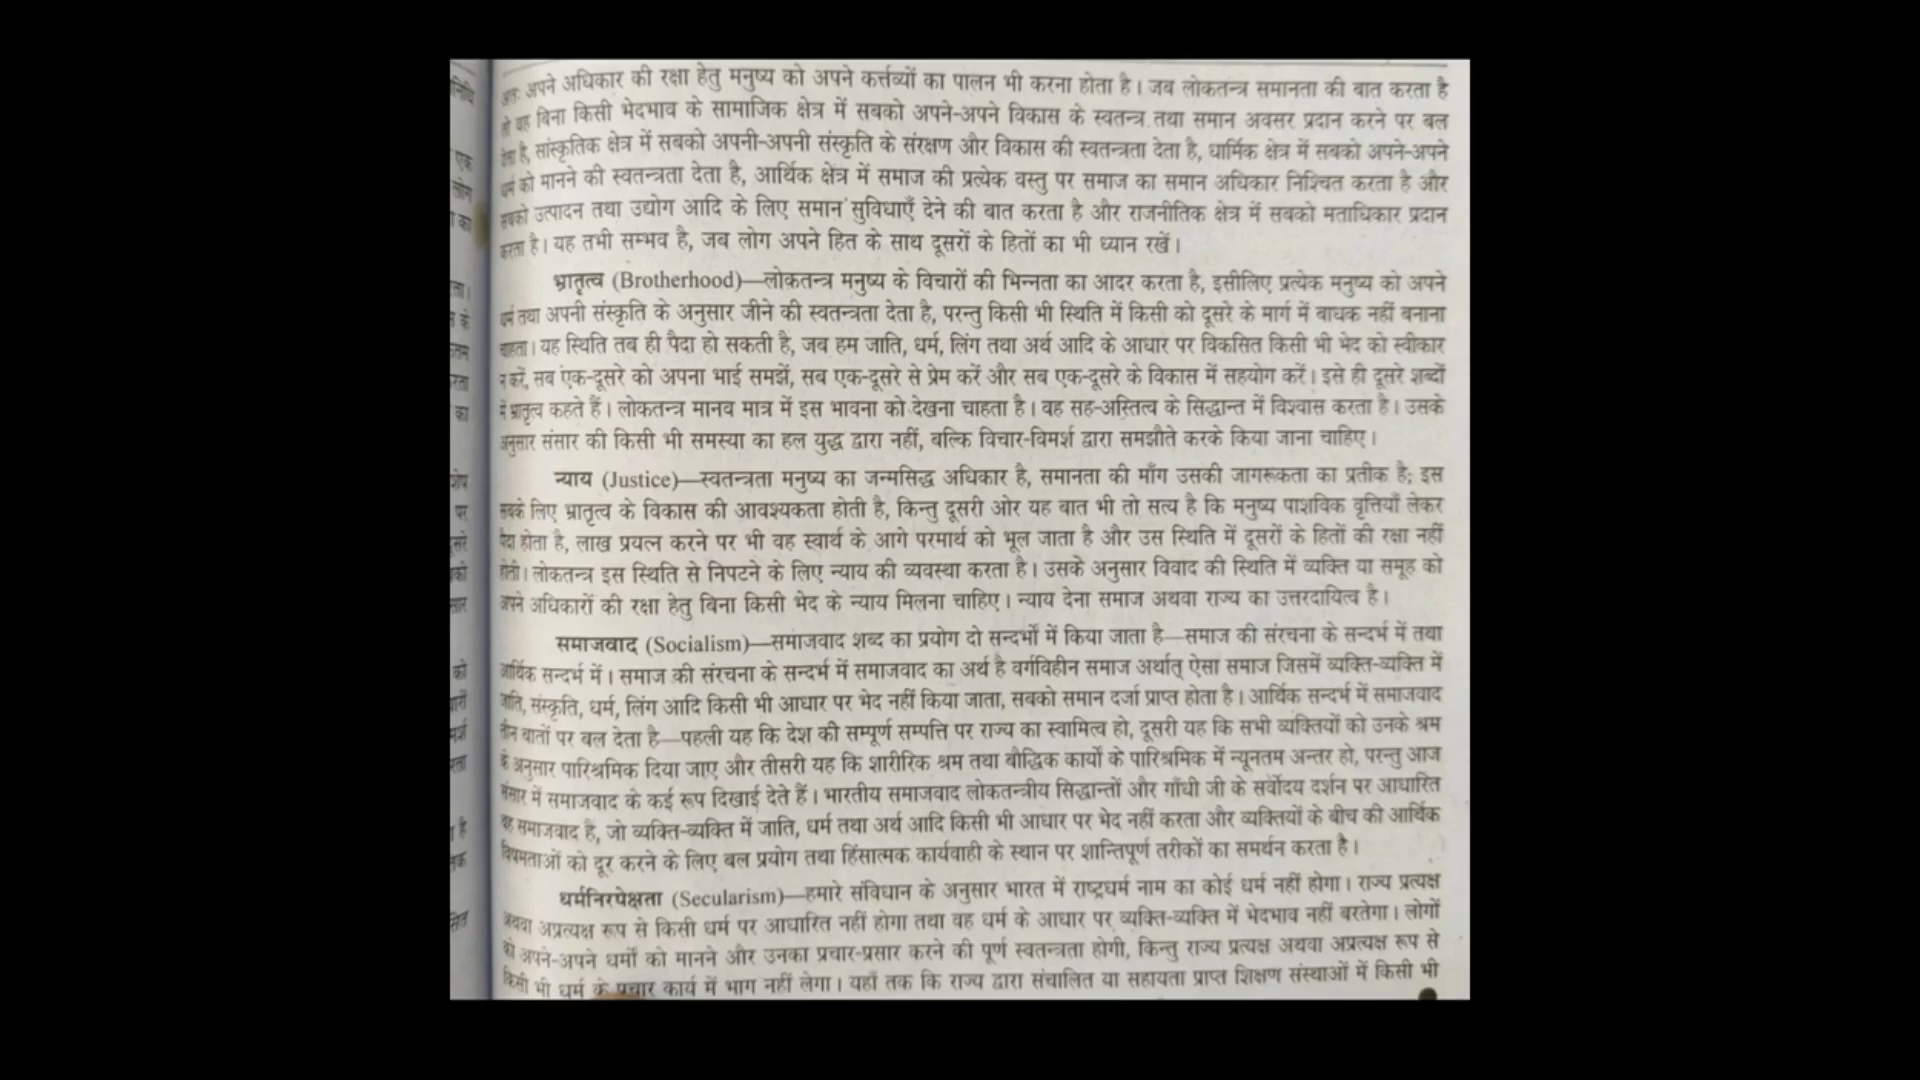 अतः अपने अधिकार की रक्षा हेतु मनुष्य को अपने कर्त्तव्यों का पालन भी करना होता है। जब लोकतन्त्र समानता की बात करता है
तो वह बिना किसी भेदभाव के सामाजिक क्षेत्र में सबको अपने-अपने विकास के स्वतन्त्र तथा समान अवसर प्रदान करने पर बल
देता है, सांस्कृतिक क्षेत्र में सबको अपनी-अपनी संस्कृति के संरक्षण और विकास की स्वतन्त्रता देता है, धार्मिक क्षेत्र में सबको अपने-अपने
धर्म को मानने की स्वतन्त्रता देता है, आर्थिक क्षेत्र में समाज की प्रत्येक वस्तु पर समाज का समान अधिकार निश्चित करता है और
सबको उत्पादन तथा उद्योग आदि के लिए समान सुविधाएँ देने की बात करता है और राजनीतिक क्षेत्र में सबको मताधिकार प्रदान
करता है। यह तभी सम्भव है, जब लोग अपने हित के साथ दूसरों के हितों का भी ध्यान रखें।
भ्रातृत्व (Brotherhood)—लोकतन्त्र मनुष्य के विचारों की भिन्नता का आदर करता है, इसीलिए प्रत्येक मनुष्य को अपने
धर्म तथा अपनी संस्कृति के अनुसार जीने की स्वतन्त्रता देता है, परन्तु किसी भी स्थिति में किसी को दूसरे के मार्ग में बाधक नहीं बनाना
चाहता। यह स्थिति तब ही पैदा हो सकती है, जब हम जाति, धर्म, लिंग तथा अर्थ आदि के आधार पर विकसित किसी भी भेद को स्वीकार
न करें, सब एक-दूसरे को अपना भाई समझें, सब एक-दूसरे से प्रेम करें और सब एक-दूसरे के विकास में सहयोग करें। इसे ही दूसरे शब्दों
में भ्रातृत्व कहते हैं। लोकतन्त्र मानव मात्र में इस भावना को देखना चाहता है। वह सह-अस्तित्व के सिद्धान्त में विश्वास करता है। उसके
अनुसार संसार की किसी भी समस्या का हल युद्ध द्वारा नहीं, बल्कि विचार-विमर्श द्वारा समझौते करके किया जाना चाहिए।
न्याय (Justice)—स्वतन्त्रता मनुष्य का जन्मसिद्ध अधिकार है, समानता की माँग उसकी जागरूकता का प्रतीक है; इस
सबके लिए भ्रातृत्व के विकास की आवश्यकता होती है, किन्तु दूसरी ओर यह बात भी तो सत्य है कि मनुष्य पाशविक वृत्तियाँ लेकर
पैदा होता है, लाख प्रयत्न करने पर भी वह स्वार्थ के आगे परमार्थ को भूल जाता है और उस स्थिति में दूसरों के हितों की रक्षा नहीं
होती। लोकतन्त्र इस स्थिति से निपटने के लिए न्याय की व्यवस्था करता है। उसके अनुसार विवाद की स्थिति में व्यक्ति या समूह को
अपने अधिकारों की रक्षा हेतु बिना किसी भेद के न्याय मिलना चाहिए। न्याय देना समाज अथवा राज्य का उत्तरदायित्व है।
समाजवाद (Socialism)—समाजवाद शब्द का प्रयोग दो सन्दर्भों में किया जाता है—समाज की संरचना के सन्दर्भ में तथा
आर्थिक सन्दर्भ में। समाज की संरचना के सन्दर्भ में समाजवाद का अर्थ है वर्गविहीन समाज अर्थात् ऐसा समाज जिसमें व्यक्ति-व्यक्ति में
जाति, संस्कृति, धर्म, लिंग आदि किसी भी आधार पर भेद नहीं किया जाता, सबको समान दर्जा प्राप्त होता है। आर्थिक सन्दर्भ में समाजवाद
तीन बातों पर बल देता है—पहली यह कि देश की सम्पूर्ण सम्पत्ति पर राज्य का स्वामित्व हो, दूसरी यह कि सभी व्यक्तियों को उनके श्रम
के अनुसार पारिश्रमिक दिया जाए और तीसरी यह कि शारीरिक श्रम तथा बौद्धिक कार्यों के पारिश्रमिक में न्यूनतम अन्तर हो, परन्तु आज
संसार में समाजवाद के कई रूप दिखाई देते हैं। भारतीय समाजवाद लोकतन्त्रीय सिद्धान्तों और गाँधी जी के सर्वोदय दर्शन पर आधारित
वह समाजवाद है, जो व्यक्ति-व्यक्ति में जाति, धर्म तथा अर्थ आदि किसी भी आधार पर भेद नहीं करता और व्यक्तियों के बीच की आर्थिक
विषमताओं को दूर करने के लिए बल प्रयोग तथा हिंसात्मक कार्यवाही के स्थान पर शान्तिपूर्ण तरीकों का समर्थन करता है।
धर्मनिरपेक्षता (Secularism)—हमारे संविधान के अनुसार भारत में राष्ट्रधर्म नाम का कोई धर्म नहीं होगा। राज्य प्रत्यक्ष
अथवा अप्रत्यक्ष रूप से किसी धर्म पर आधारित नहीं होगा तथा वह धर्म के आधार पर व्यक्ति-व्यक्ति में भेदभाव नहीं बरतेगा। लोगों
को अपने-अपने धर्मों को मानने और उनका प्रचार-प्रसार करने की पूर्ण स्वतन्त्रता होगी, किन्तु राज्य प्रत्यक्ष अथवा अप्रत्यक्ष रूप से
किसी भी धर्म के प्रचार कार्य में भाग नहीं लेगा। यहाँ तक कि राज्य द्वारा संचालित या सहायता प्राप्त शिक्षण संस्थाओं में किसी भी